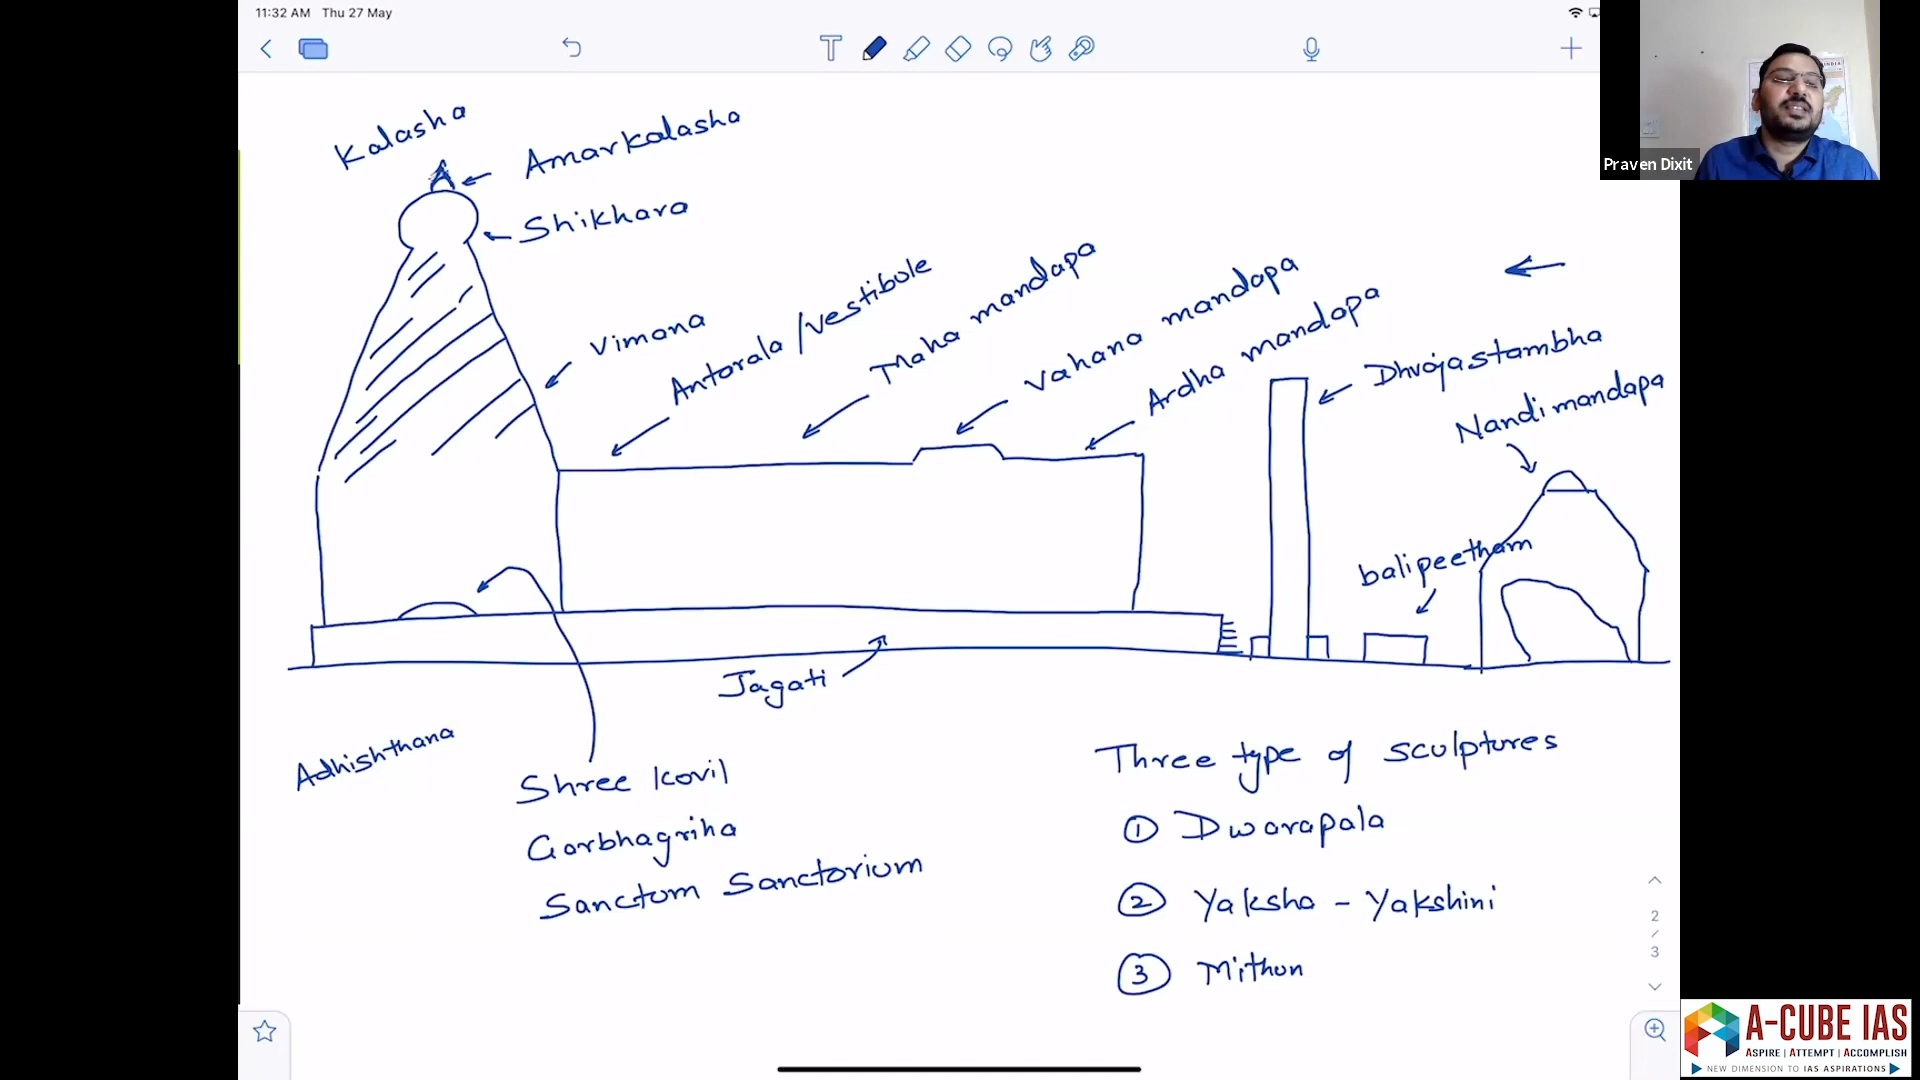 11:32 AM Thu 27 May
INDIA
Praven Dixit
Kalasha
Amarkalasha
Shikhara
Vimana
Antarala / vestibule
Maha mandapa
Vahana mandapa
Ardha mandapa
Dhvajastambha
Nandi mandapa
balipeetham
Jagati
Adhishthana
Shree kovil
Garbhagriha
Sanctum Sanctorium
Three type of sculptures
① Dwarapala
② Yaksha - Yakshini
③ Mithun
2
/
3
A-CUBE IAS
ASPIRE | ATTEMPT | ACCOMPLISH
NEW DIMENSION TO IAS ASPIRATIONS